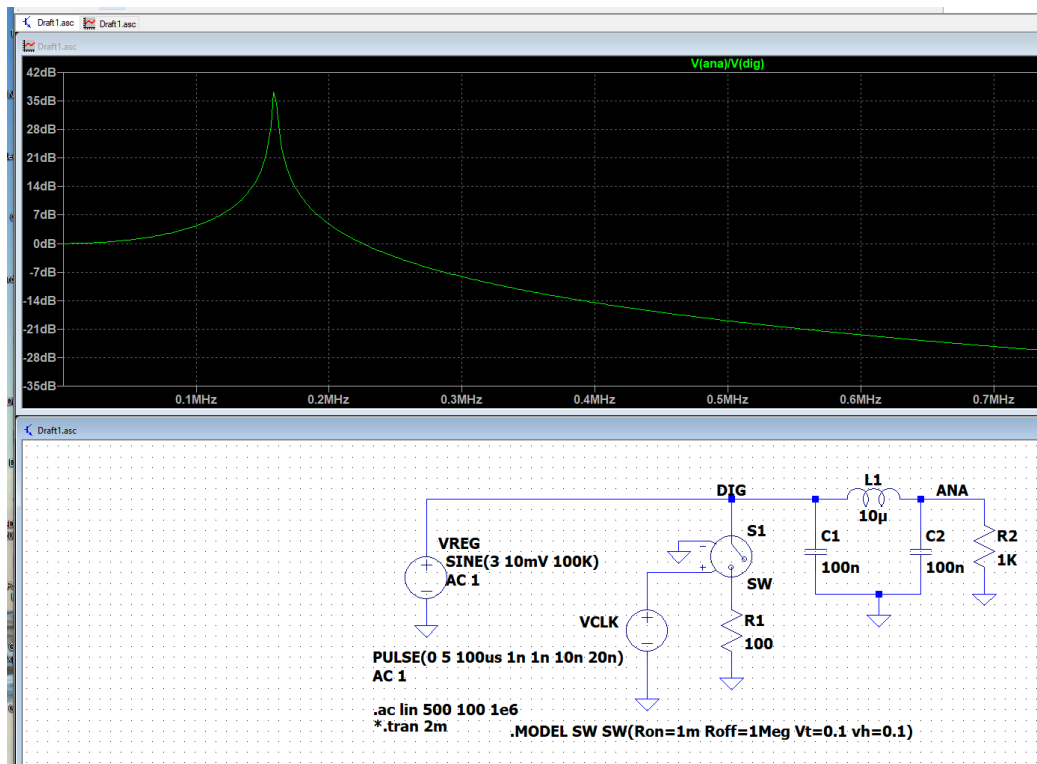 Draft1.asc Draft1.asc
Draft1.asc
V(ana)/V(dig)
42dB
35dB
28dB
21dB
14dB
7dB
0dB
-7dB
-14dB
-21dB
-28dB
-35dB
0.1MHz 0.2MHz 0.3MHz 0.4MHz 0.5MHz 0.6MHz 0.7MHz
Draft1.asc
L1
10µ
DIG
ANA
VREG
SINE(3 10mV 100K)
AC 1
S1
SW
C1
100n
C2
100n
R2
1K
VCLK
R1
100
PULSE(0 5 100us 1n 1n 10n 20n)
AC 1
.ac lin 500 100 1e6
*.tran 2m
.MODEL SW SW(Ron=1m Roff=1Meg Vt=0.1 vh=0.1)